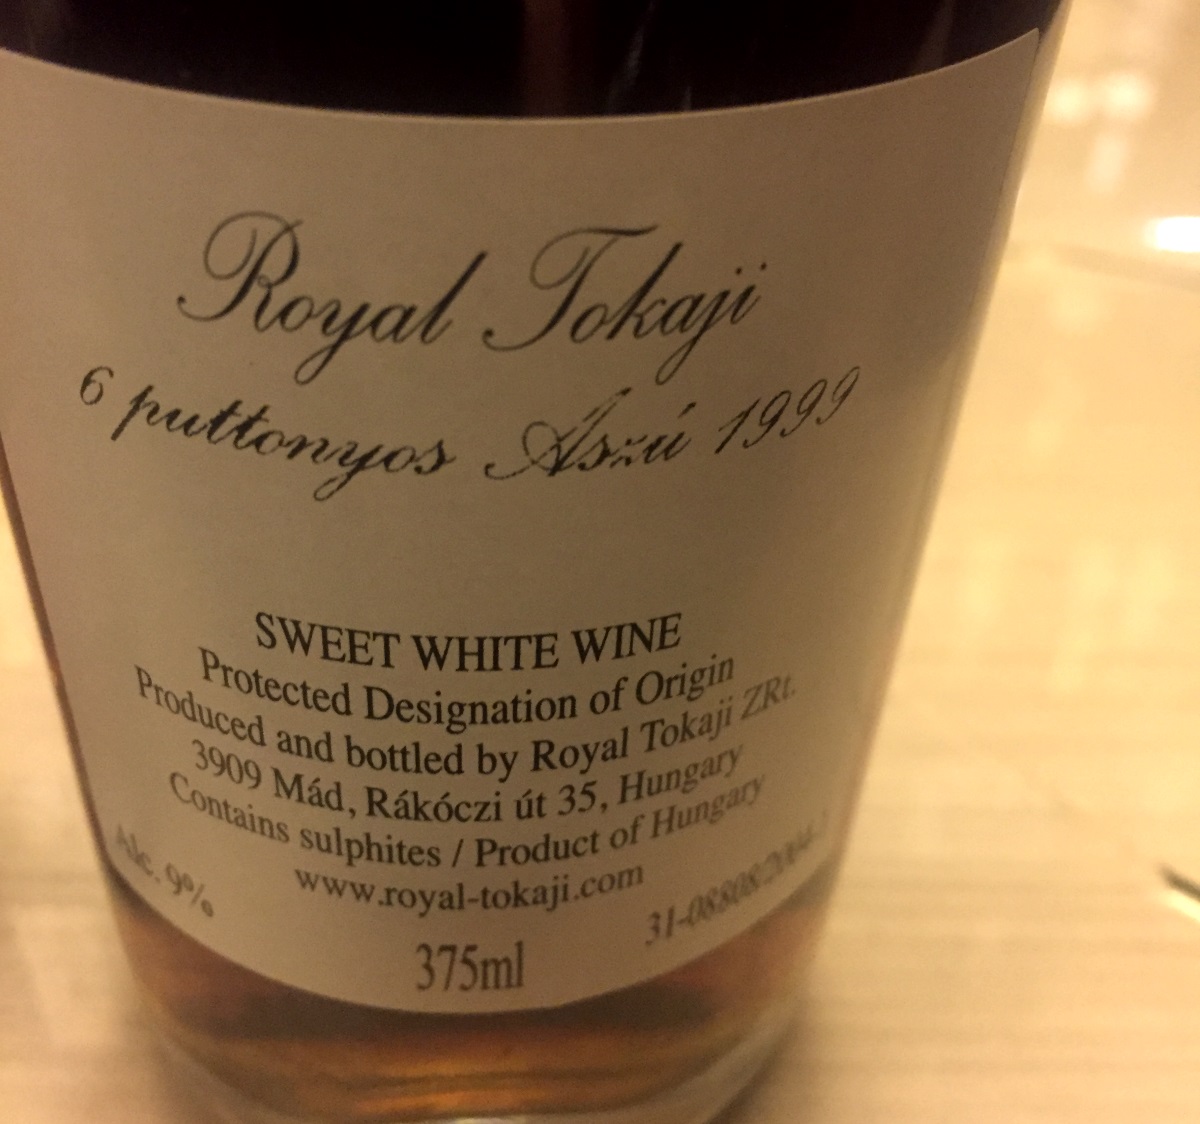 Royal Tokaji
6 puttonyos Aszú 1999
SWEET WHITE WINE
Protected Designation of Origin
Produced and bottled by Royal Tokaji ZRt.
3909 Mád, Rákóczi út 35, Hungary
Contains sulphites / Product of Hungary
www.royal-tokaji.com
Alc. 9%
375ml